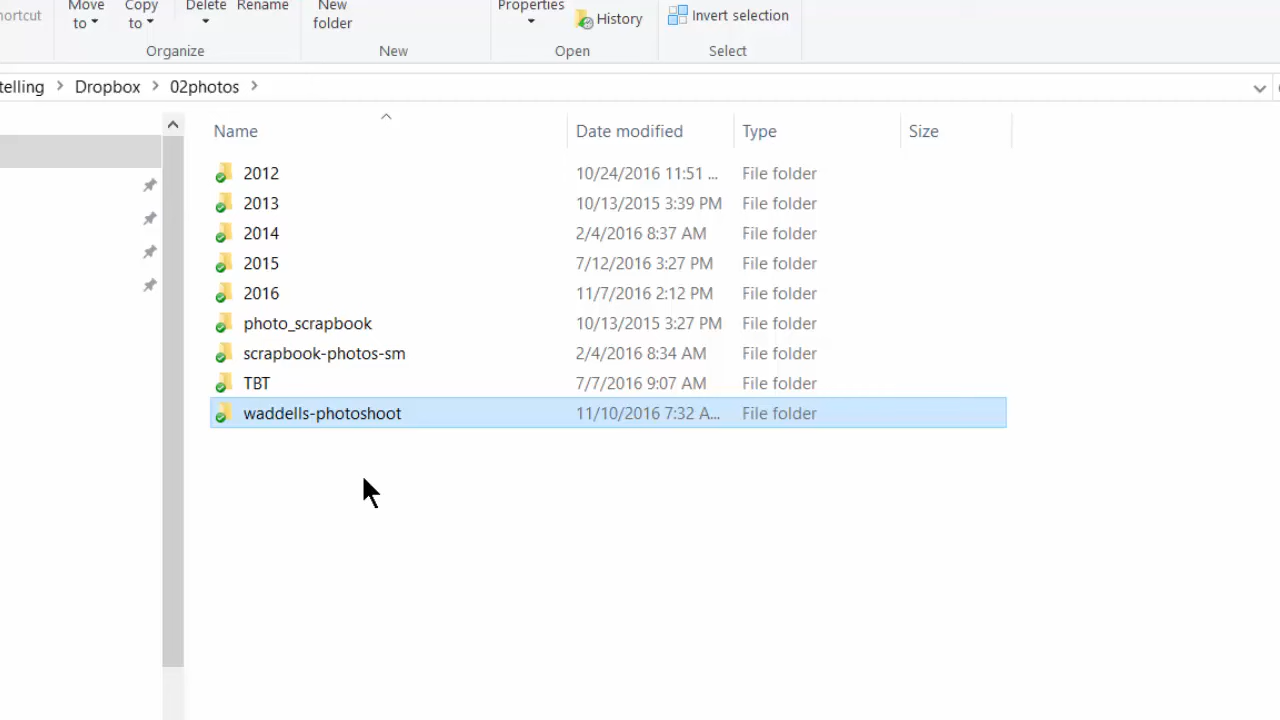 ortcut
Move to
Copy to
Delete
Rename
New folder
Properties
History
Invert selection
Organize
New
Open
Select
telling > Dropbox > 02photos >
Name Date modified Type Size
2012 10/24/2016 11:51 ... File folder
2013 10/13/2015 3:39 PM File folder
2014 2/4/2016 8:37 AM File folder
2015 7/12/2016 3:27 PM File folder
2016 11/7/2016 2:12 PM File folder
photo_scrapbook 10/13/2015 3:27 PM File folder
scrapbook-photos-sm 2/4/2016 8:34 AM File folder
TBT 7/7/2016 9:07 AM File folder
waddells-photoshoot 11/10/2016 7:32 A... File folder